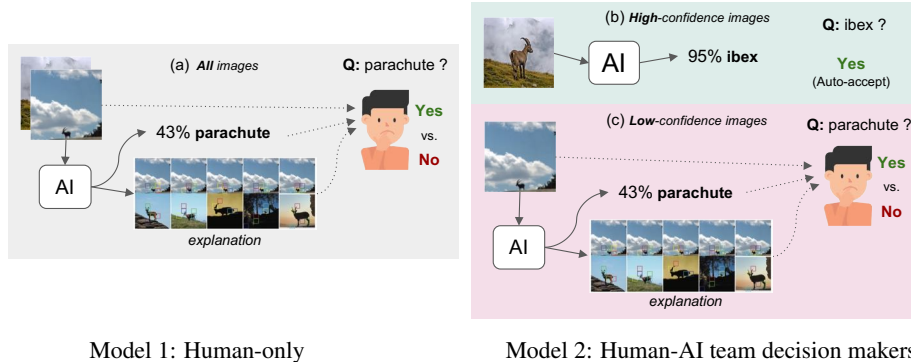 (a) All images
Q: parachute ?
Yes
vs.
No
43% parachute
AI
explanation
Model 1: Human-only
(b) High-confidence images
Q: ibex ?
AI
95% ibex
Yes
(Auto-accept)
(c) Low-confidence images
Q: parachute ?
Yes
vs.
No
43% parachute
AI
explanation
Model 2: Human-AI team decision makers